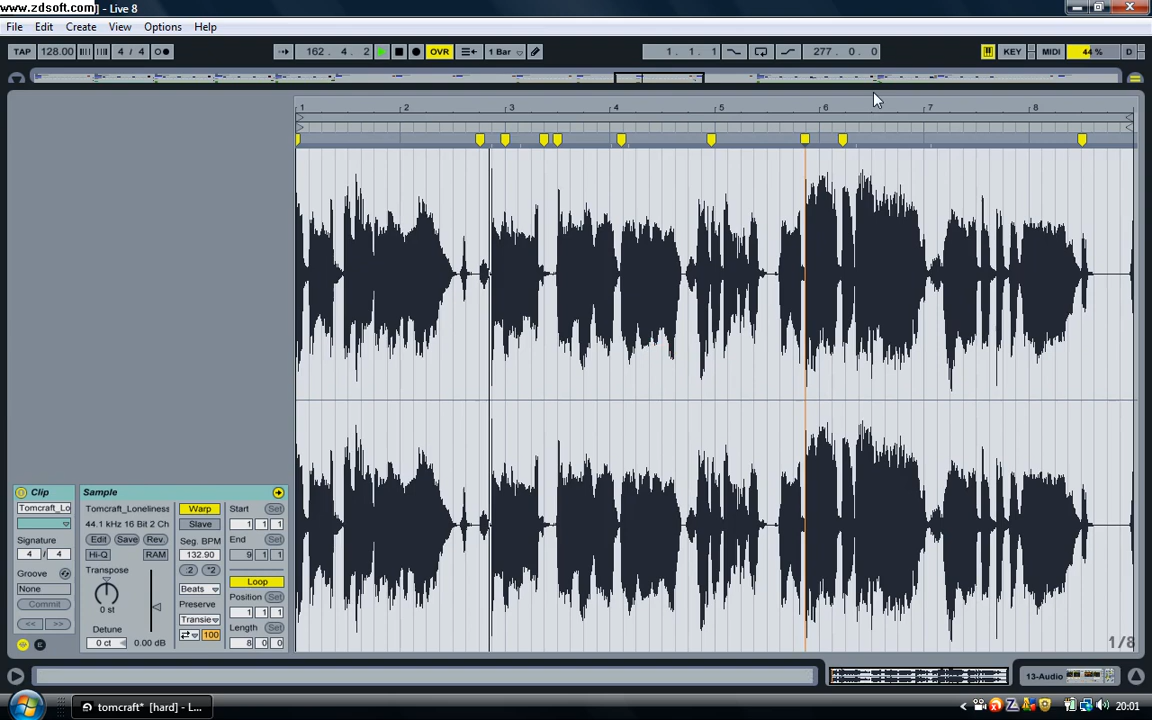 www.zdsoft.com ] - Live 8
File Edit Create View Options Help
TAP 128.00 4 / 4 162 . 4 . 2 OVR 1 Bar 1 . 1 . 1 277 . 0 . 0 KEY MIDI 44 % D
1 2 3 4 5 6 7 8
Clip Sample
Tomcraft_Lo Tomcraft_Loneliness Warp Start Set
44.1 kHz 16 Bit 2 Ch Slave 1 1 1
Signature Edit Save Rev. Seg. BPM End Set
4 / 4 Hi-Q RAM 132.90 9 1 1
Groove Transpose :2 *2
None Beats Loop
Commit 0 st Preserve Position Set
<< >> Transie 1 1 1
Detune 100 Length Set
E 0 ct 0.00 dB 8 0 0
1/8
13-Audio
tomcraft* [hard] - L... 20:01